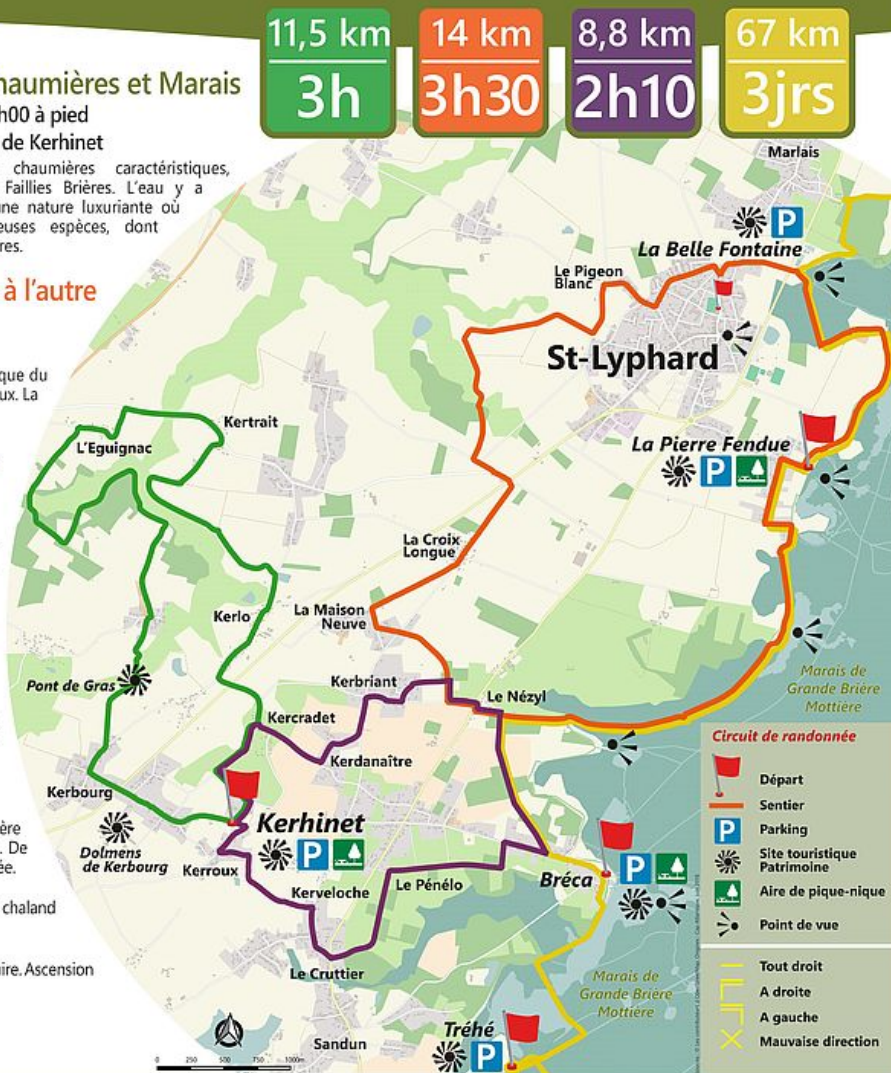 11,5 km
3h
14 km
3h30
8,8 km
2h10
67 km
3jrs
haumières et Marais
h00 à pied
de Kerhinet
chaumières caractéristiques,
Faillies Brières. L'eau y a
une nature luxuriante où
euses espèces, dont
res.
à l'autre
que du
ux. La
ère
. De
ée.
chaland
ire. Ascension
Marlais
La Belle Fontaine
Le Pigeon
Blanc
St-Lyphard
La Pierre Fendue
Kertrait
L'Eguignac
La Croix
Longue
La Maison
Neuve
Kerlo
Pont de Gras
Kerbriant
Le Nézyl
Marais de
Grande Brière
Mottière
Kercradet
Kerdanaître
Kerbourg
Kerhinet
Dolmens
de Kerbourg
Kerroux
Kerveloche
Le Pénélo
Bréca
Le Cruttier
Marais de
Grande Brière
Mottière
Tréhé
Sandun
0 250 500 750 1000m
Circuit de randonnée
Départ
Sentier
P Parking
Site touristique
Patrimoine
Aire de pique-nique
Point de vue
Tout droit
A droite
A gauche
Mauvaise direction